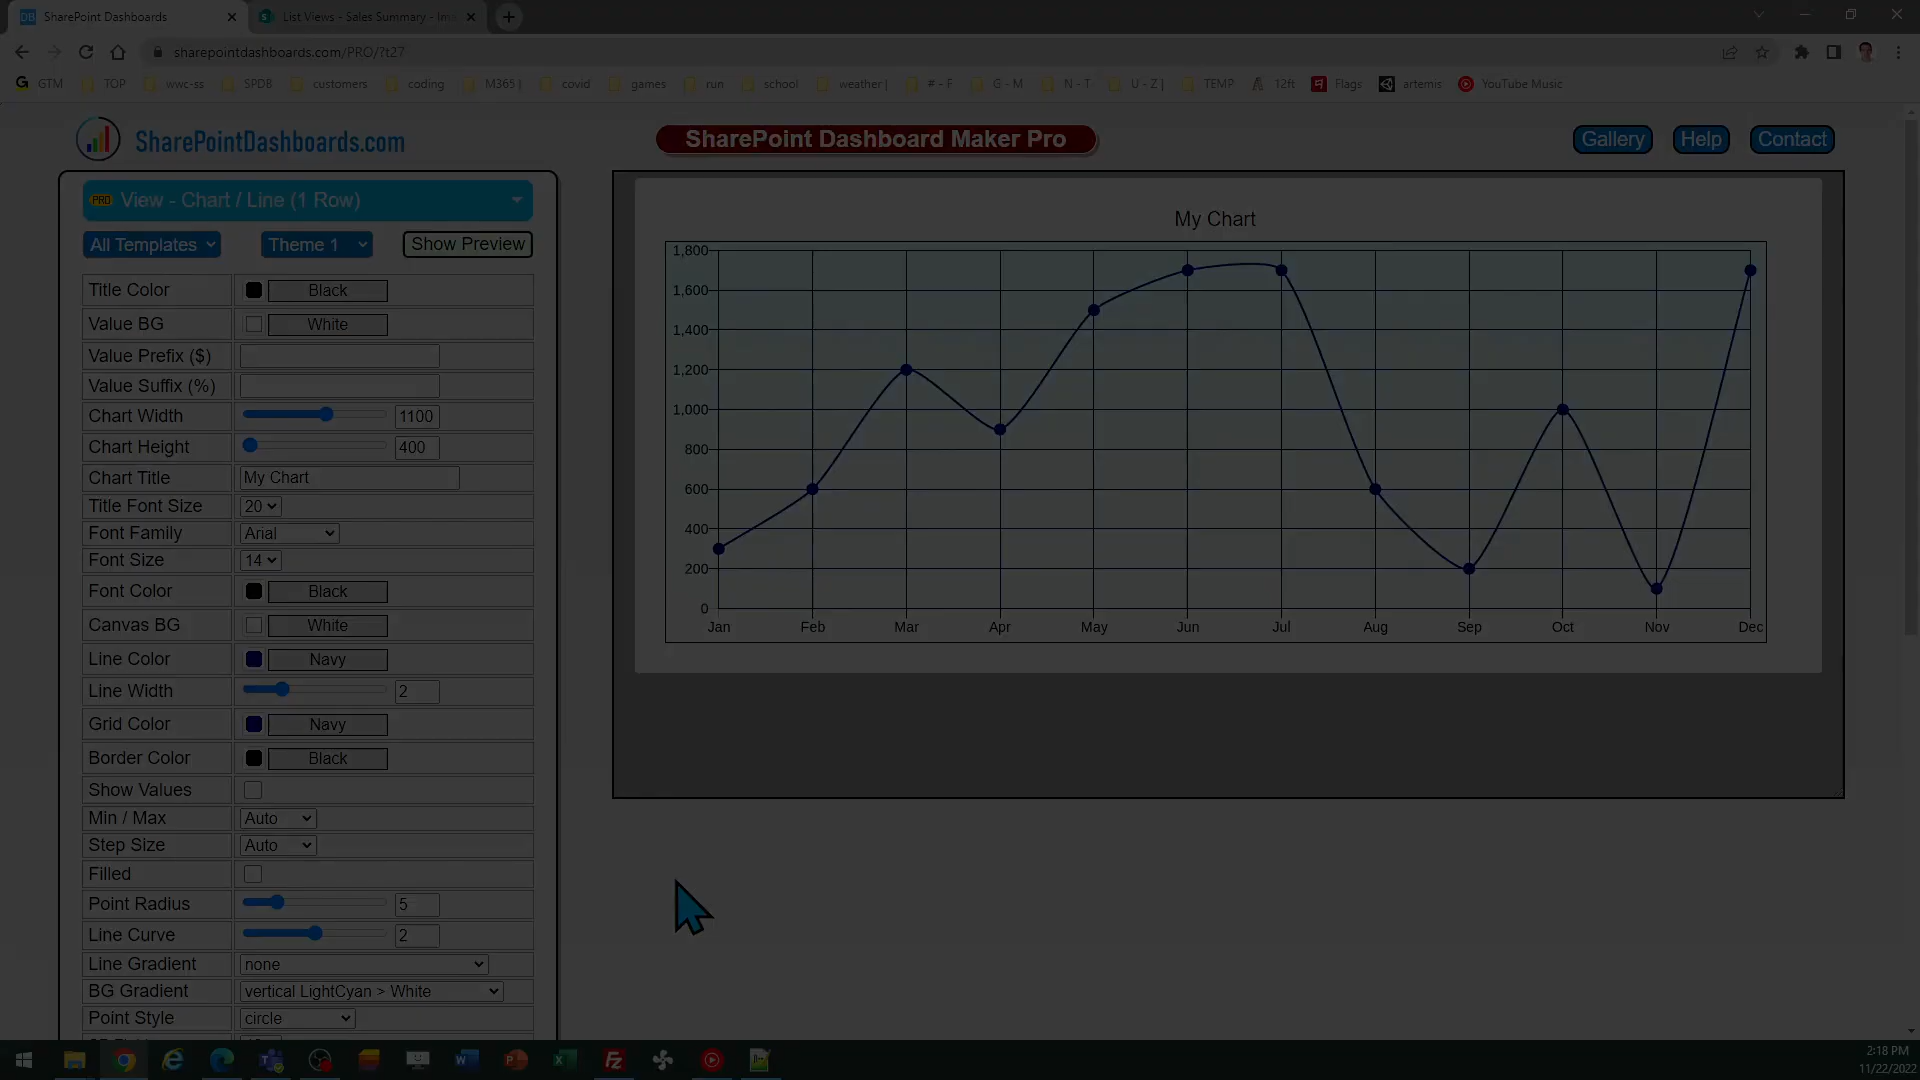 SharePoint Dashboards
List Views - Sales Summary - Ima
sharepointdashboards.com/PRO/?t27
G GTM TOP wwc-ss SPDB customers coding M365 | covid games run school weather | # - F G - M N - T U - Z | TEMP 12ft Flags artemis YouTube Music
SharePointDashboards.com
SharePoint Dashboard Maker Pro
Gallery Help Contact
PRO View - Chart / Line (1 Row)
All Templates Theme 1 Show Preview
Title Color Black
Value BG White
Value Prefix ($)
Value Suffix (%)
Chart Width 1100
Chart Height 400
Chart Title My Chart
Title Font Size 20
Font Family Arial
Font Size 14
Font Color Black
Canvas BG White
Line Color Navy
Line Width 2
Grid Color Navy
Border Color Black
Show Values
Min / Max Auto
Step Size Auto
Filled
Point Radius 5
Line Curve 2
Line Gradient none
BG Gradient vertical LightCyan > White
Point Style circle
My Chart
1,800
1,600
1,400
1,200
1,000
800
600
400
200
0
Jan Feb Mar Apr May Jun Jul Aug Sep Oct Nov Dec
2:18 PM
11/22/2022